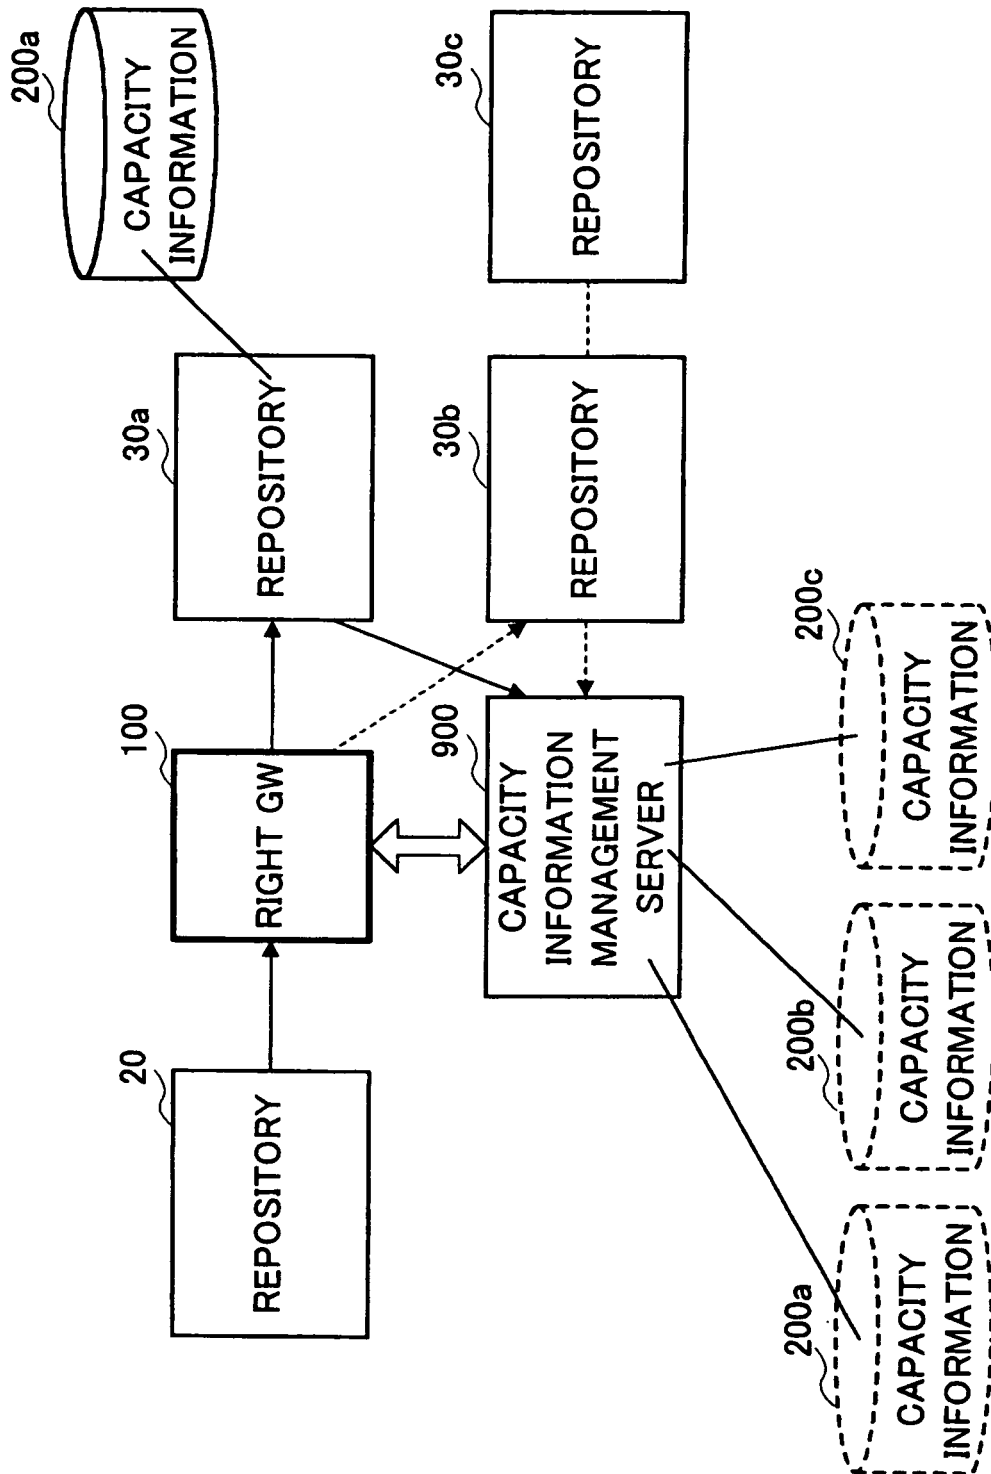 200a
CAPACITY
INFORMATION
20
REPOSITORY
100
RIGHT GW
30a
REPOSITORY
900
CAPACITY
INFORMATION
MANAGEMENT
SERVER
30b
REPOSITORY
30c
REPOSITORY
200a
CAPACITY
INFORMATION
200b
CAPACITY
INFORMATION
200c
CAPACITY
INFORMATION